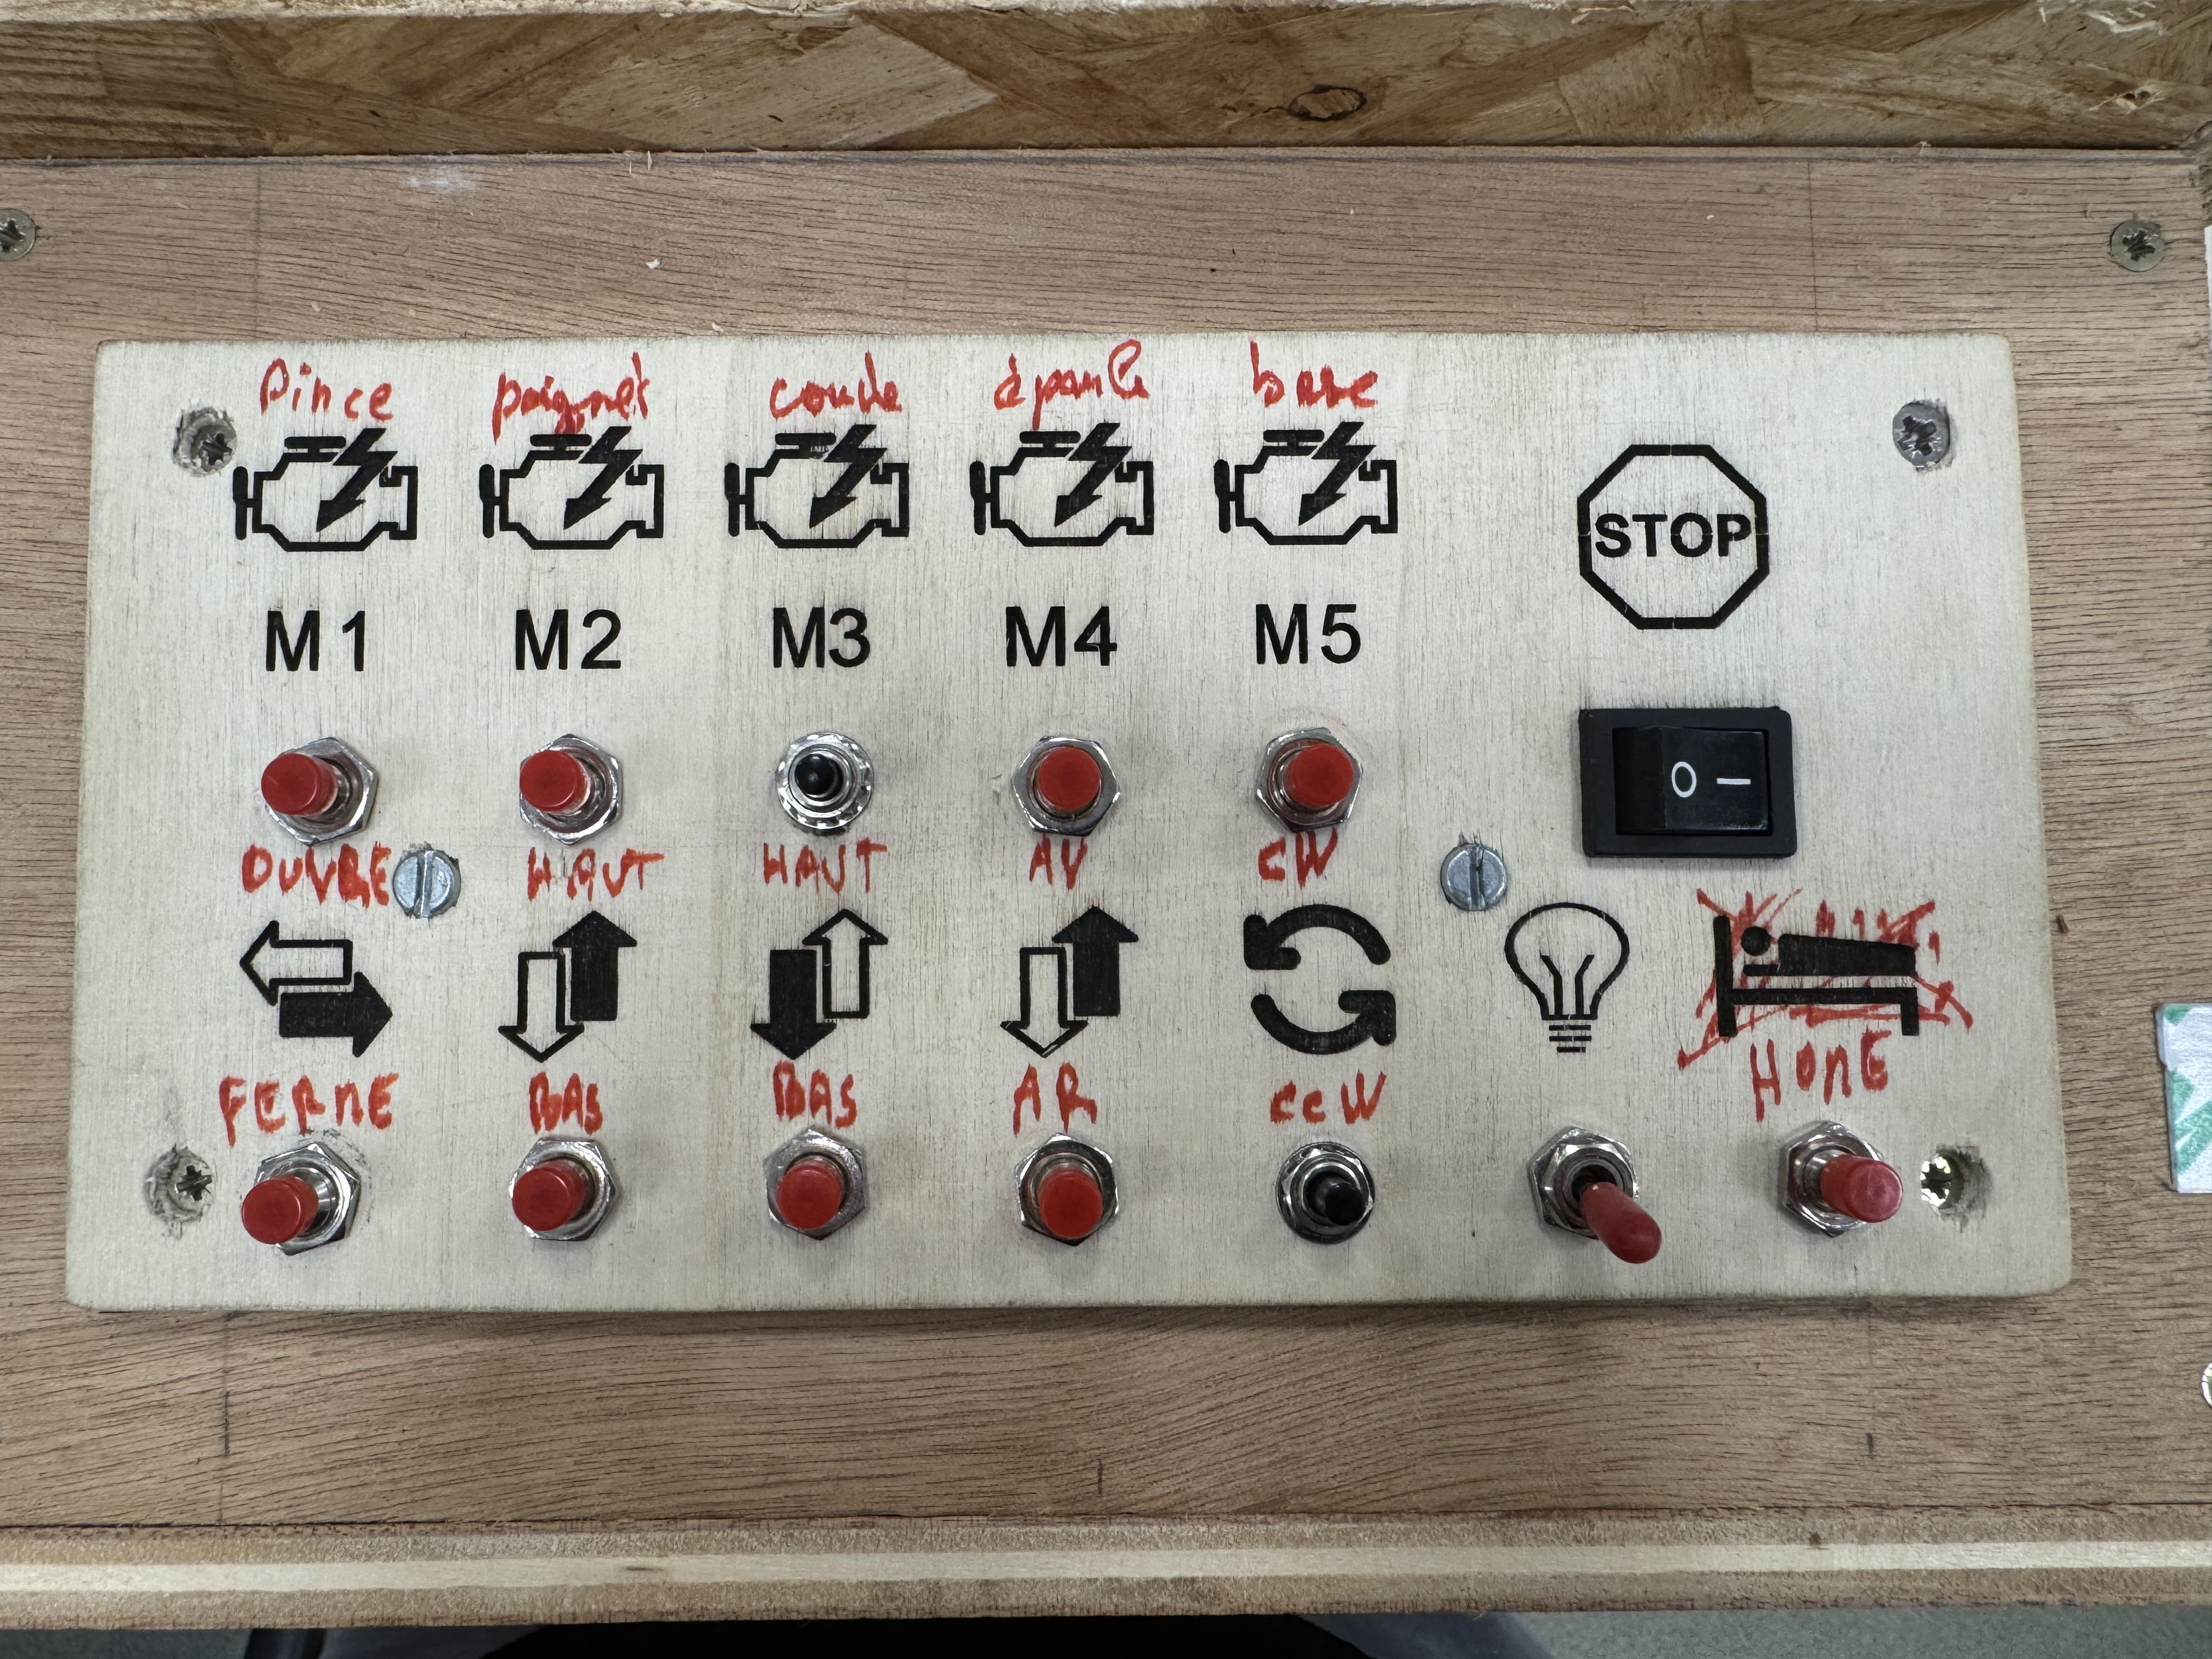 Pince poignet coude épaule base
STOP
M1 M2 M3 M4 M5
O I
OUVRE HAUT HAUT AV CW
FERME BAS BAS AR CCW HOME